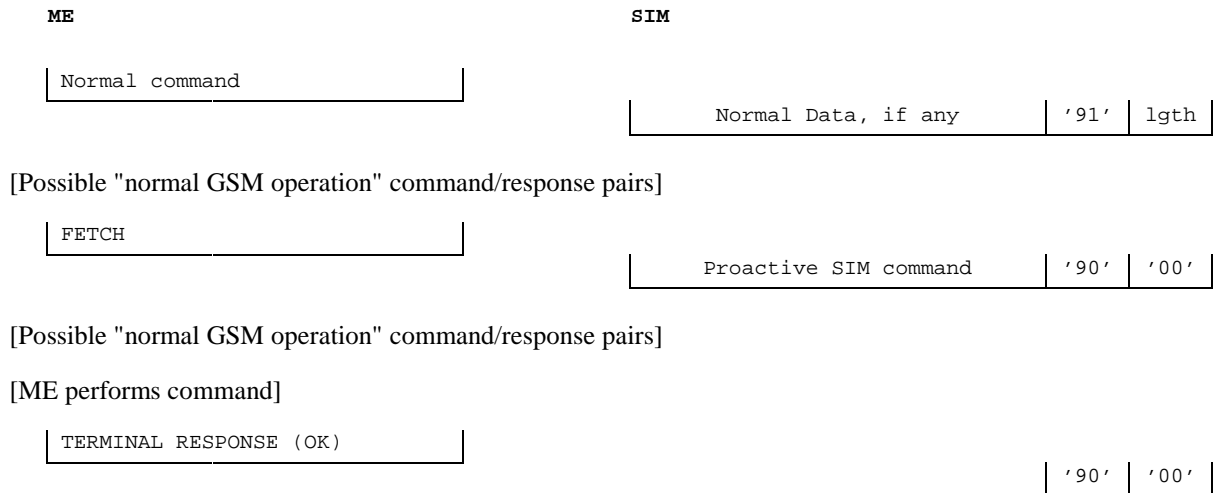 ME SIM
Normal command
Normal Data, if any '91' lgth
[Possible "normal GSM operation" command/response pairs]
FETCH
Proactive SIM command '90' '00'
[Possible "normal GSM operation" command/response pairs]
[ME performs command]
TERMINAL RESPONSE (OK)
'90' '00'